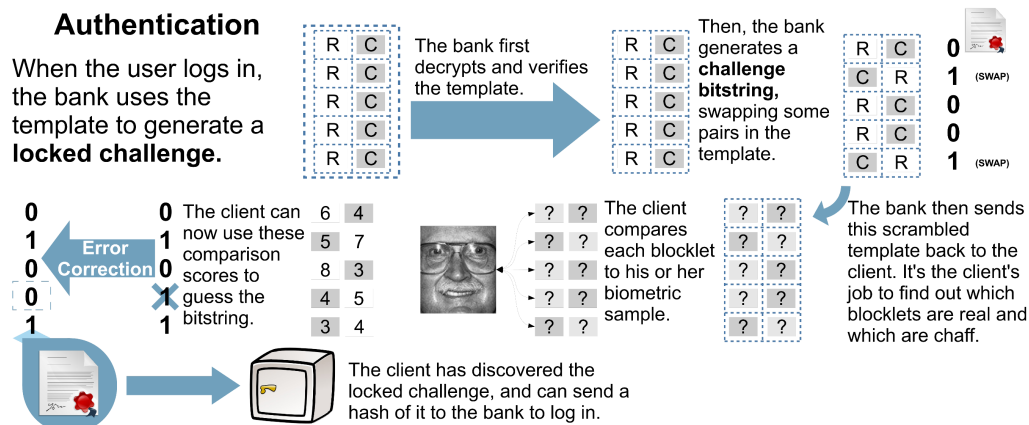 Authentication
When the user logs in,
the bank uses the
template to generate a
locked challenge.
R C
R C
R C
R C
R C
The bank first
decrypts and verifies
the template.
R C
R C
R C
R C
R C
Then, the bank
generates a
challenge
bitstring,
swapping some
pairs in the
template.
R C 0
C R 1 (SWAP)
R C 0
R C 0
C R 1 (SWAP)
The bank then sends
this scrambled
template back to the
client. It's the client's
job to find out which
blocklets are real and
which are chaff.
? ?
? ?
? ?
? ?
? ?
The client
compares
each blocklet
to his or her
biometric
sample.
? ?
? ?
? ?
? ?
? ?
6 4
5 7
8 3
4 5
3 4
The client can
now use these
comparison
scores to
guess the
bitstring.
0
1
0
1
1
Error
Correction
0
1
0
0
1
The client has discovered the
locked challenge, and can send a
hash of it to the bank to log in.